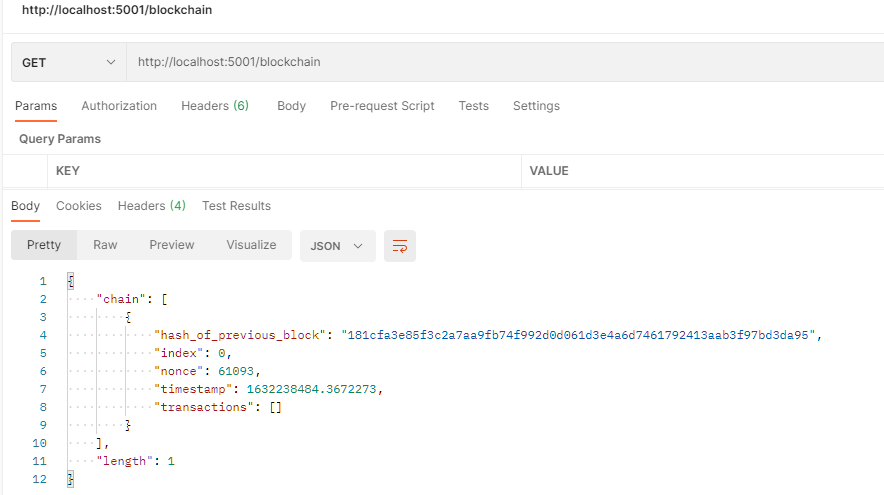 http://localhost:5001/blockchain
GET http://localhost:5001/blockchain
Params Authorization Headers (6) Body Pre-request Script Tests Settings
Query Params
KEY VALUE
Body Cookies Headers (4) Test Results
Pretty Raw Preview Visualize JSON
1 {
2 "chain": [
3 {
4 "hash_of_previous_block": "181cfa3e85f3c2a7aa9fb74f992d0d061d3e4a6d7461792413aab3f97bd3da95",
5 "index": 0,
6 "nonce": 61093,
7 "timestamp": 1632238484.3672273,
8 "transactions": []
9 }
10 ],
11 "length": 1
12 }